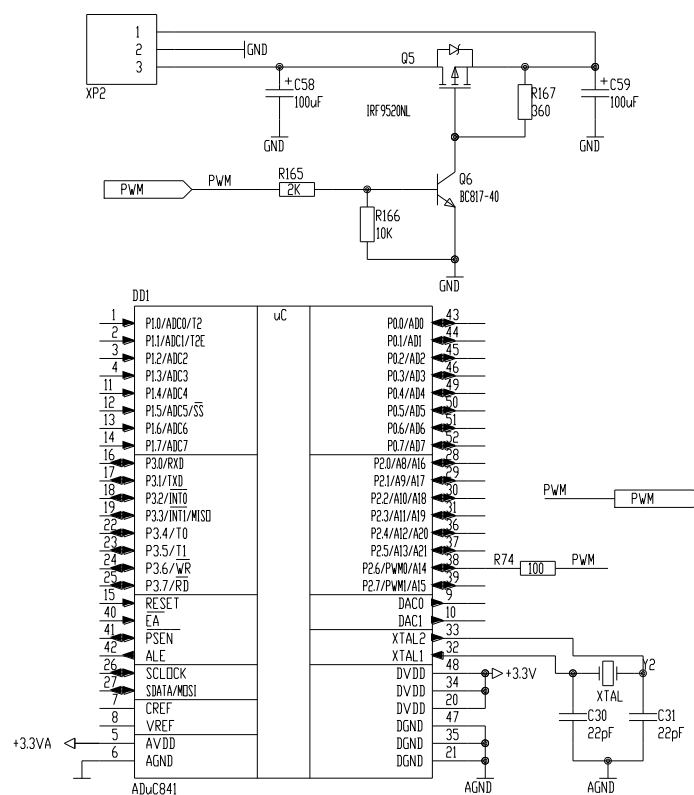 1
2 GND
3
XP2
Q5
+ C58
100uF
GND
IRF9520NL
R167
360
+ C59
100uF
GND
PWM PWM
R165
2K
R166
10K
Q6
BC817-40
GND
DD1
uC
1 P1.0/ADC0/T2 P0.0/AD0 43
2 P1.1/ADC1/T2E P0.1/AD1 44
3 P1.2/ADC2 P0.2/AD2 45
4 P1.3/ADC3 P0.3/AD3 46
11 P1.4/ADC4 P0.4/AD4 49
12 P1.5/ADC5/SS P0.5/AD5 50
13 P1.6/ADC6 P0.6/AD6 51
14 P1.7/ADC7 P0.7/AD7 52
16 P3.0/RXD P2.0/A8/A16 28
17 P3.1/TXD P2.1/A9/A17 29
18 P3.2/INT0 P2.2/A10/A18 30
19 P3.3/INT1/MISO P2.3/A11/A19 31
22 P3.4/T0 P2.4/A12/A20 36
23 P3.5/T1 P2.5/A13/A21 37
24 P3.6/WR P2.6/PWM0/A14 38
25 P3.7/RD P2.7/PWM1/A15 39
15 RESET DAC0 9
40 EA DAC1 10
41 PSEN XTAL2 33
42 ALE XTAL1 32
26 SCLOCK DVDD 48
27 SDATA/MOSI DVDD 34
7 CREF DVDD 20
8 VREF DGND 47
+3.3VA 5 AVDD DGND 35
6 AGND DGND 21
ADuC841
PWM PWM
R74
100
PWM
+3.3V
Y2
XTAL
C30
22pF
C31
22pF
AGND
AGND